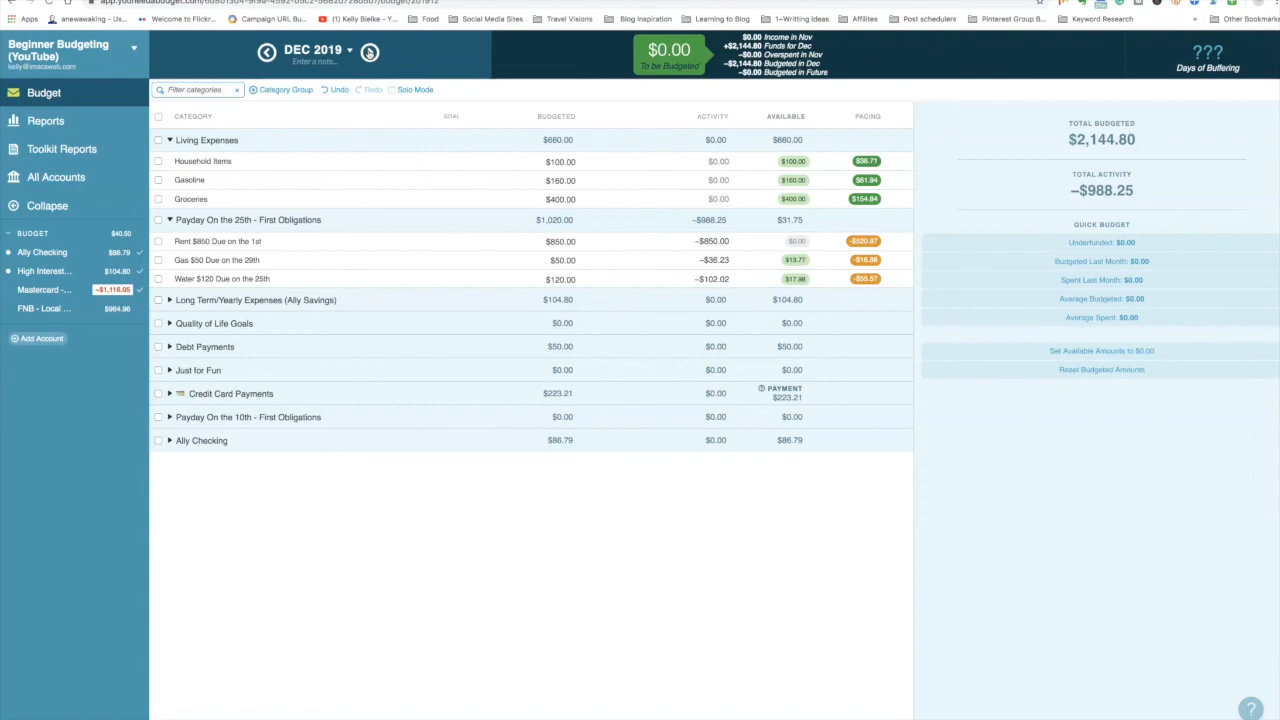 Apps
anewawaking - Us...
Welcome to Flickr...
Campaign URL Bu...
(1) Kelly Bielke - Y...
Food
Social Media Sites
Travel Visions
Blog Inspiration
Learning to Blog
1~Writting Ideas
Affilites
Post schedulers
Pinterest Group B...
Keyword Research
»
Other Bookmarks
Beginner Budgeting
(YouTube)
kelly@imacsweb.com
DEC 2019
Enter a note...
$0.00
To be Budgeted
$0.00 Income in Nov
+$2,144.80 Funds for Dec
−$0.00 Overspent in Nov
−$2,144.80 Budgeted in Dec
−$0.00 Budgeted in Future
???
Days of Buffering
Budget
Reports
Toolkit Reports
All Accounts
Collapse
BUDGET $40.50
Ally Checking $86.79
High Interest... $104.80
Mastercard -... −$1,116.05
FNB - Local ... $964.96
Add Account
Filter categories
Category Group
Undo
Redo
Solo Mode
CATEGORY GOAL BUDGETED ACTIVITY AVAILABLE PACING
Living Expenses $660.00 $0.00 $660.00
Household Items $100.00 $0.00 $100.00 $38.71
Gasoline $160.00 $0.00 $160.00 $61.94
Groceries $400.00 $0.00 $400.00 $154.84
Payday On the 25th - First Obligations $1,020.00 −$988.25 $31.75
Rent $850 Due on the 1st $850.00 −$850.00 $0.00 -$520.97
Gas $50 Due on the 29th $50.00 −$36.23 $13.77 -$16.88
Water $120 Due on the 25th $120.00 −$102.02 $17.98 -$55.57
Long Term/Yearly Expenses (Ally Savings) $104.80 $0.00 $104.80
Quality of Life Goals $0.00 $0.00 $0.00
Debt Payments $50.00 $0.00 $50.00
Just for Fun $0.00 $0.00 $0.00
Credit Card Payments $223.21 PAYMENT $223.21
Payday On the 10th - First Obligations $0.00 $0.00 $0.00
Ally Checking $86.79 $0.00 $86.79
TOTAL BUDGETED
$2,144.80
TOTAL ACTIVITY
−$988.25
QUICK BUDGET
Underfunded: $0.00
Budgeted Last Month: $0.00
Spent Last Month: $0.00
Average Budgeted: $0.00
Average Spent: $0.00
Set Available Amounts to $0.00
Reset Budgeted Amounts
?